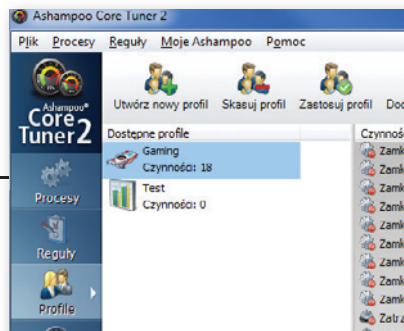 Ashampoo Core Tuner 2
Plik Procesy Reguły Moje Ashampoo Pomoc
Utwórz nowy profil Skasuj profil Zastosuj profil
Ashampoo®
Core
Tuner2
Dostępne profile
Gaming
Czynności: 18
Test
Czynności: 0
Procesy
Reguły
Profile